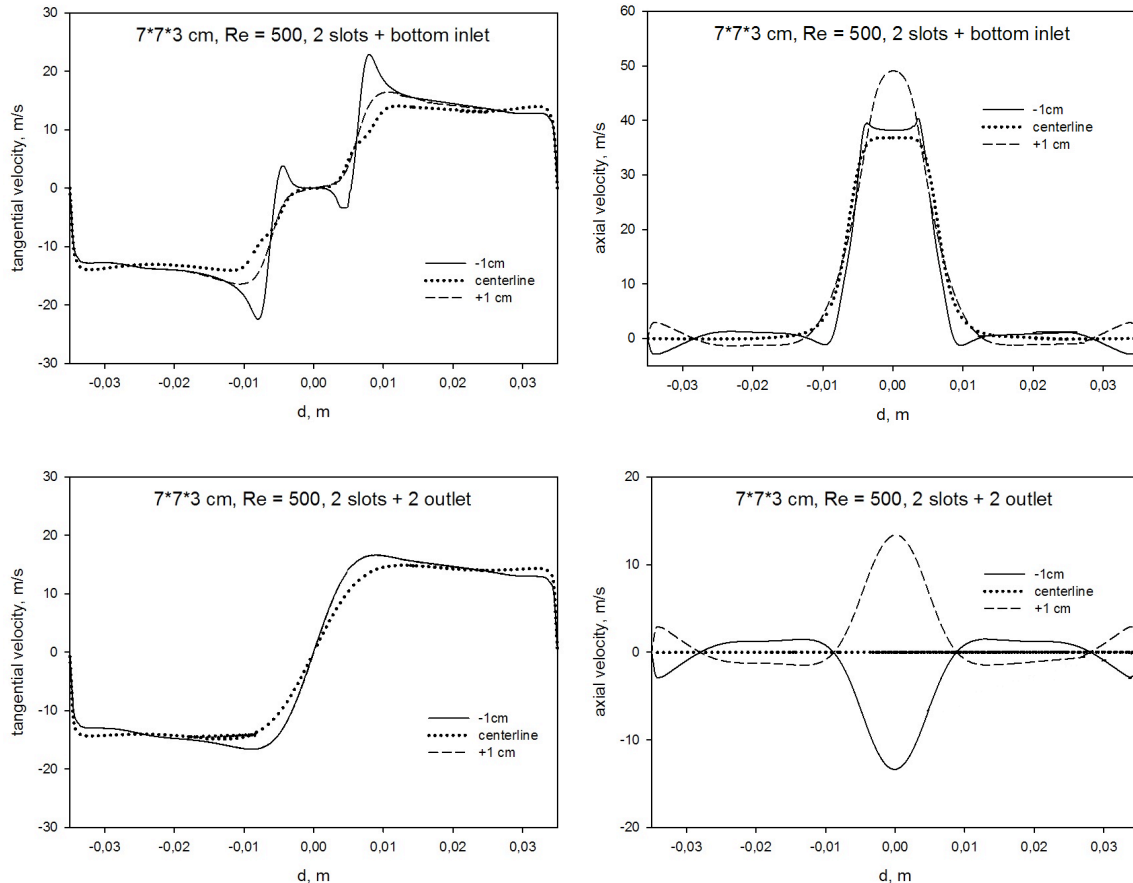 7*7*3 cm, Re = 500, 2 slots + bottom inlet
tangential velocity, m/s
30
20
10
0
-10
-20
-30
-1cm
centerline
+1 cm
-0,03 -0,02 -0,01 0,00 0,01 0,02 0,03
d, m
7*7*3 cm, Re = 500, 2 slots + bottom inlet
axial velocity, m/s
60
50
40
30
20
10
0
-1cm
centerline
+1 cm
-0,03 -0,02 -0,01 0,00 0,01 0,02 0,03
d, m
7*7*3 cm, Re = 500, 2 slots + 2 outlet
tangential velocity, m/s
30
20
10
0
-10
-20
-30
-1cm
centerline
+1 cm
-0,03 -0,02 -0,01 0,00 0,01 0,02 0,03
d, m
7*7*3 cm, Re = 500, 2 slots + 2 outlet
axial velocity, m/s
20
10
0
-10
-20
-1cm
centerline
+1 cm
-0,03 -0,02 -0,01 0,00 0,01 0,02 0,03
d, m